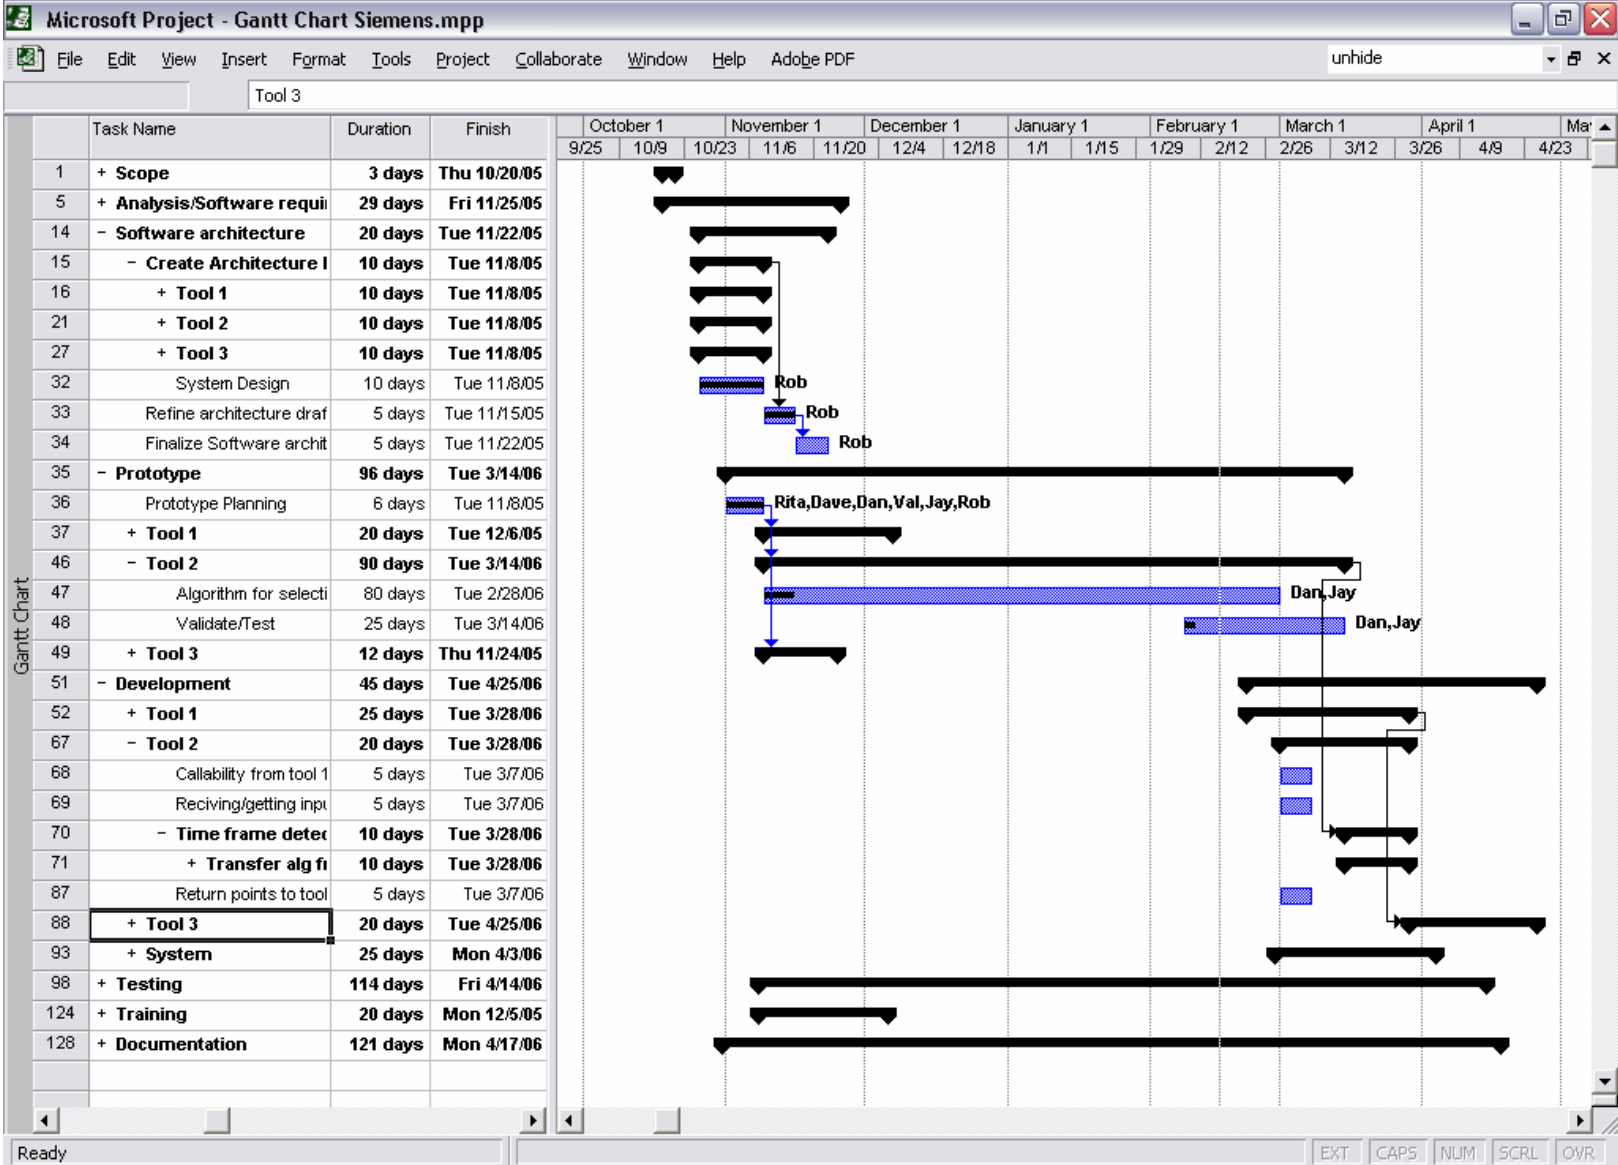 Microsoft Project - Gantt Chart Siemens.mpp
File Edit View Insert Format Tools Project Collaborate Window Help Adobe PDF unhide
Tool 3
Task Name Duration Finish October 1 November 1 December 1 January 1 February 1 March 1 April 1 Ma
9/25 10/9 10/23 11/6 11/20 12/4 12/18 1/1 1/15 1/29 2/12 2/26 3/12 3/26 4/9 4/23
1 + Scope 3 days Thu 10/20/05
5 + Analysis/Software requi 29 days Fri 11/25/05
14 - Software architecture 20 days Tue 11/22/05
15 - Create Architecture 10 days Tue 11/8/05
16 + Tool 1 10 days Tue 11/8/05
21 + Tool 2 10 days Tue 11/8/05
27 + Tool 3 10 days Tue 11/8/05
32 System Design 10 days Tue 11/8/05 Rob
33 Refine architecture draf 5 days Tue 11/15/05 Rob
34 Finalize Software archit 5 days Tue 11/22/05 Rob
35 - Prototype 96 days Tue 3/14/06
36 Prototype Planning 6 days Tue 11/8/05 Rita,Dave,Dan,Val,Jay,Rob
37 + Tool 1 20 days Tue 12/6/05
46 - Tool 2 90 days Tue 3/14/06
47 Algorithm for selecti 80 days Tue 2/28/06 Dan,Jay
48 Validate/Test 25 days Tue 3/14/06 Dan,Jay
49 + Tool 3 12 days Thu 11/24/05
51 - Development 45 days Tue 4/25/06
52 + Tool 1 25 days Tue 3/28/06
67 - Tool 2 20 days Tue 3/28/06
68 Callability from tool 1 5 days Tue 3/7/06
69 Reciving/getting inpu 5 days Tue 3/7/06
70 - Time frame detec 10 days Tue 3/28/06
71 + Transfer alg fr 10 days Tue 3/28/06
87 Return points to tool 5 days Tue 3/7/06
88 + Tool 3 20 days Tue 4/25/06
93 + System 25 days Mon 4/3/06
98 + Testing 114 days Fri 4/14/06
124 + Training 20 days Mon 12/5/05
128 + Documentation 121 days Mon 4/17/06
Gantt Chart
Ready EXT CAPS NUM SCRL OVR